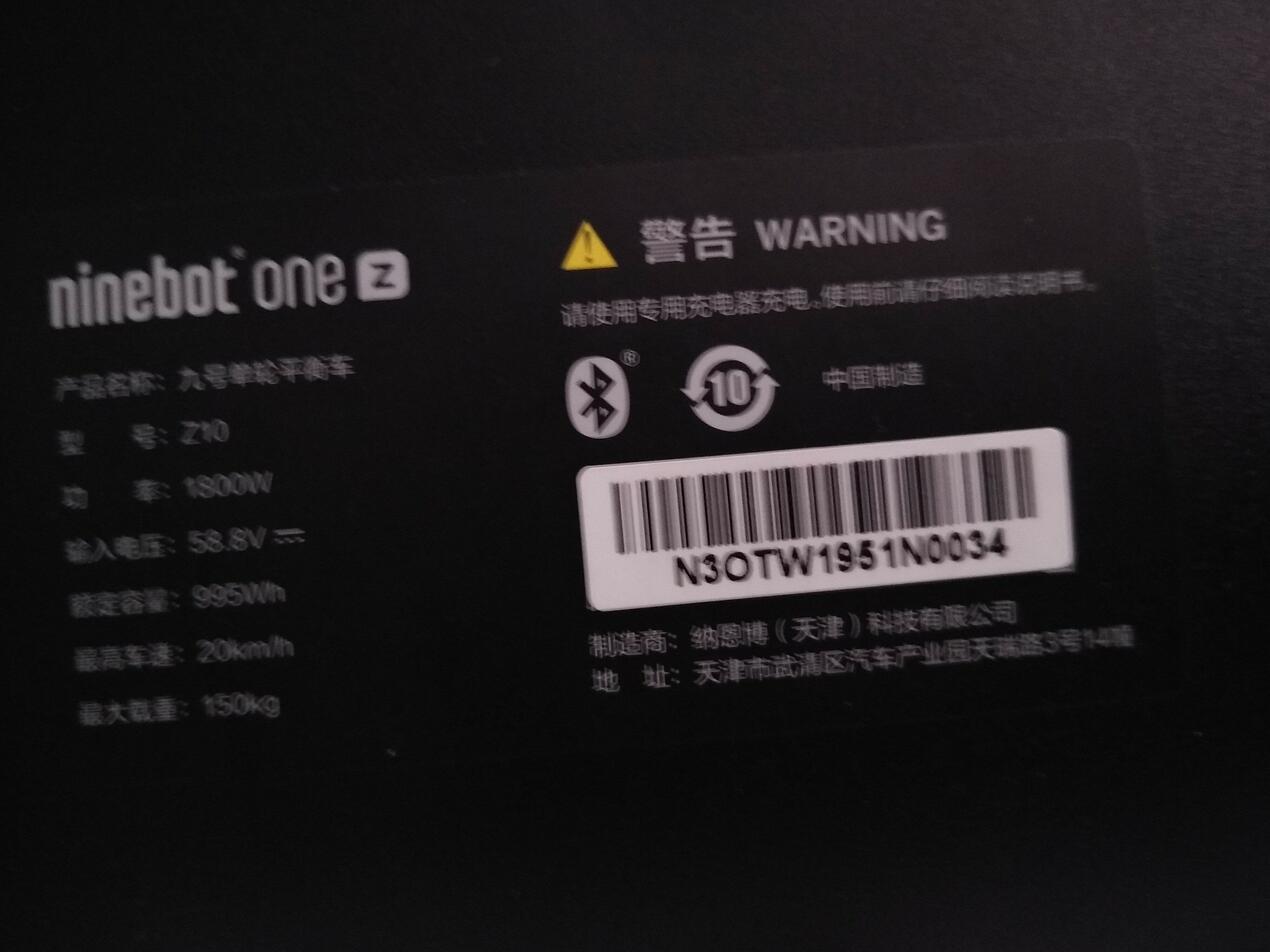 ninebot one Z
产品名称: 九号单轮平衡车
型 号: Z10
功 率: 1800W
输入电压: 58.8V
额定容量: 995Wh
最高车速: 20km/h
最大载重: 150kg
警告 WARNING
请使用专用充电器充电,使用前请仔细阅读说明书。
®
10
中国制造
N3OTW1951N0034
制造商: 纳恩博(天津)科技有限公司
地 址: 天津市武清区汽车产业园天瑞路3号14幢